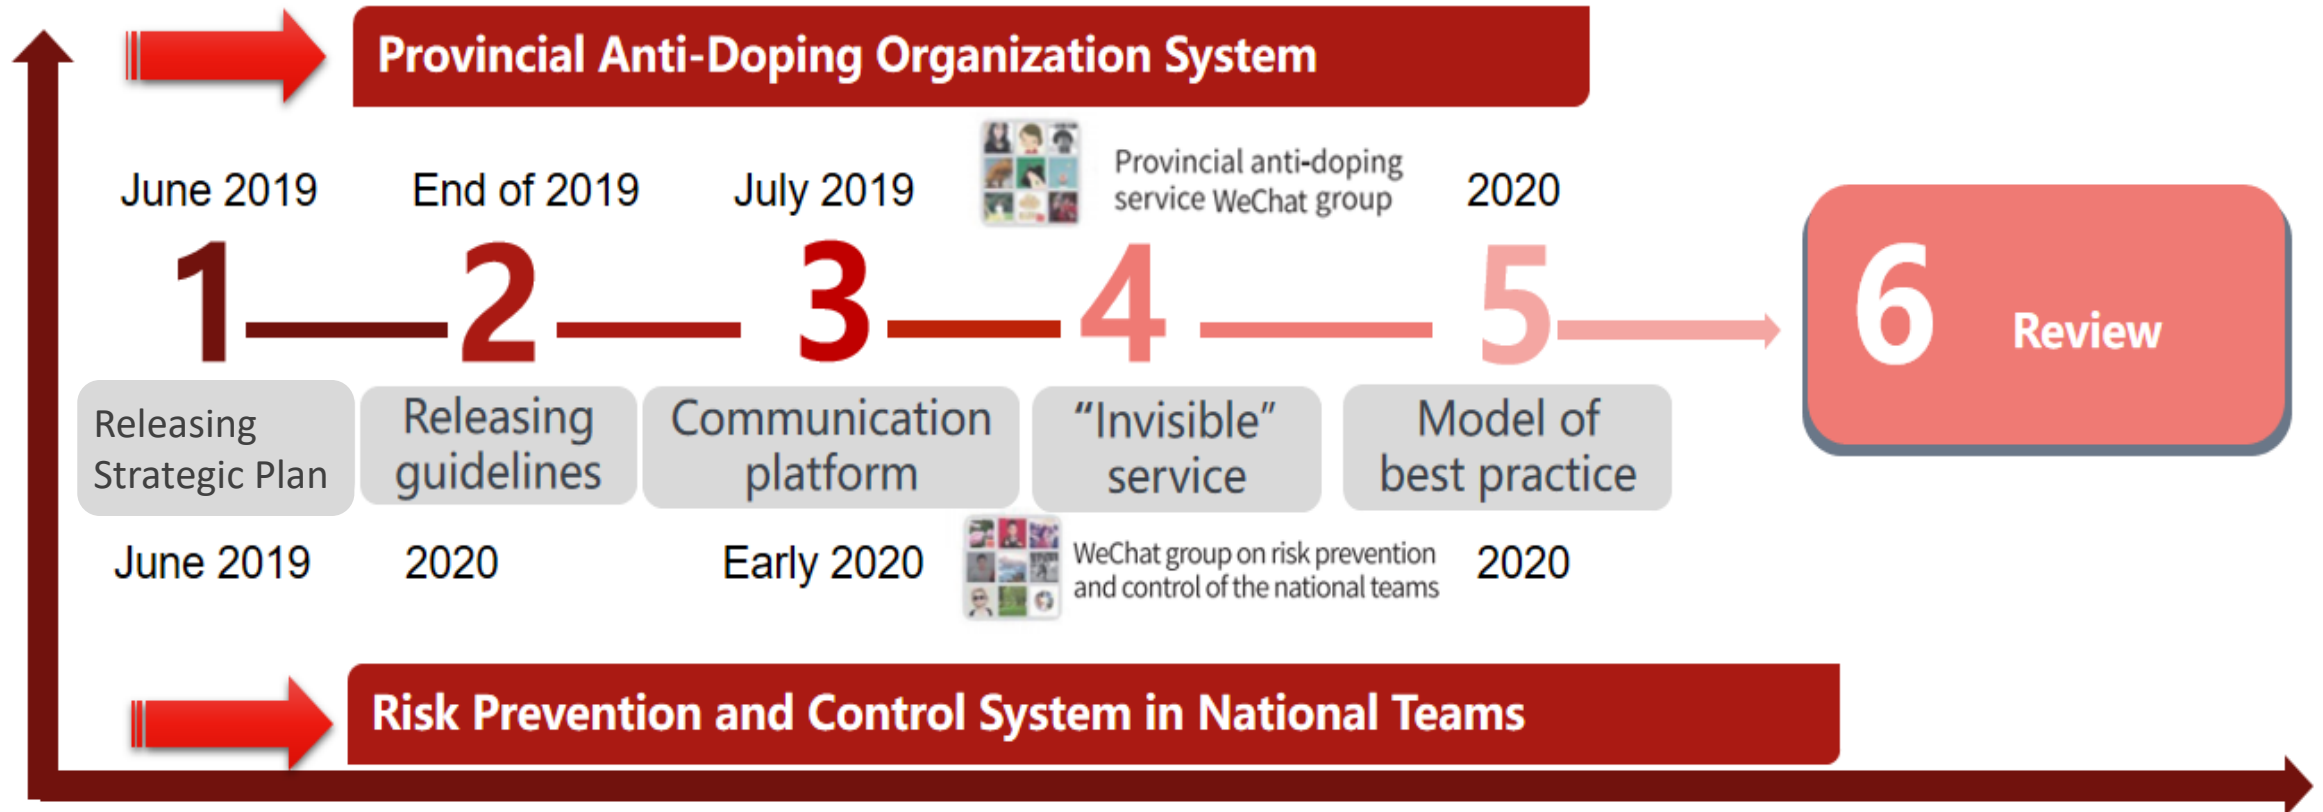 Provincial Anti-Doping Organization System
June 2019
End of 2019
July 2019
Provincial anti-doping
service WeChat group
2020
1
2
3
4
5
6
Review
Releasing
Strategic Plan
Releasing
guidelines
Communication
platform
“Invisible”
service
Model of
best practice
June 2019
2020
Early 2020
WeChat group on risk prevention
and control of the national teams
2020
Risk Prevention and Control System in National Teams